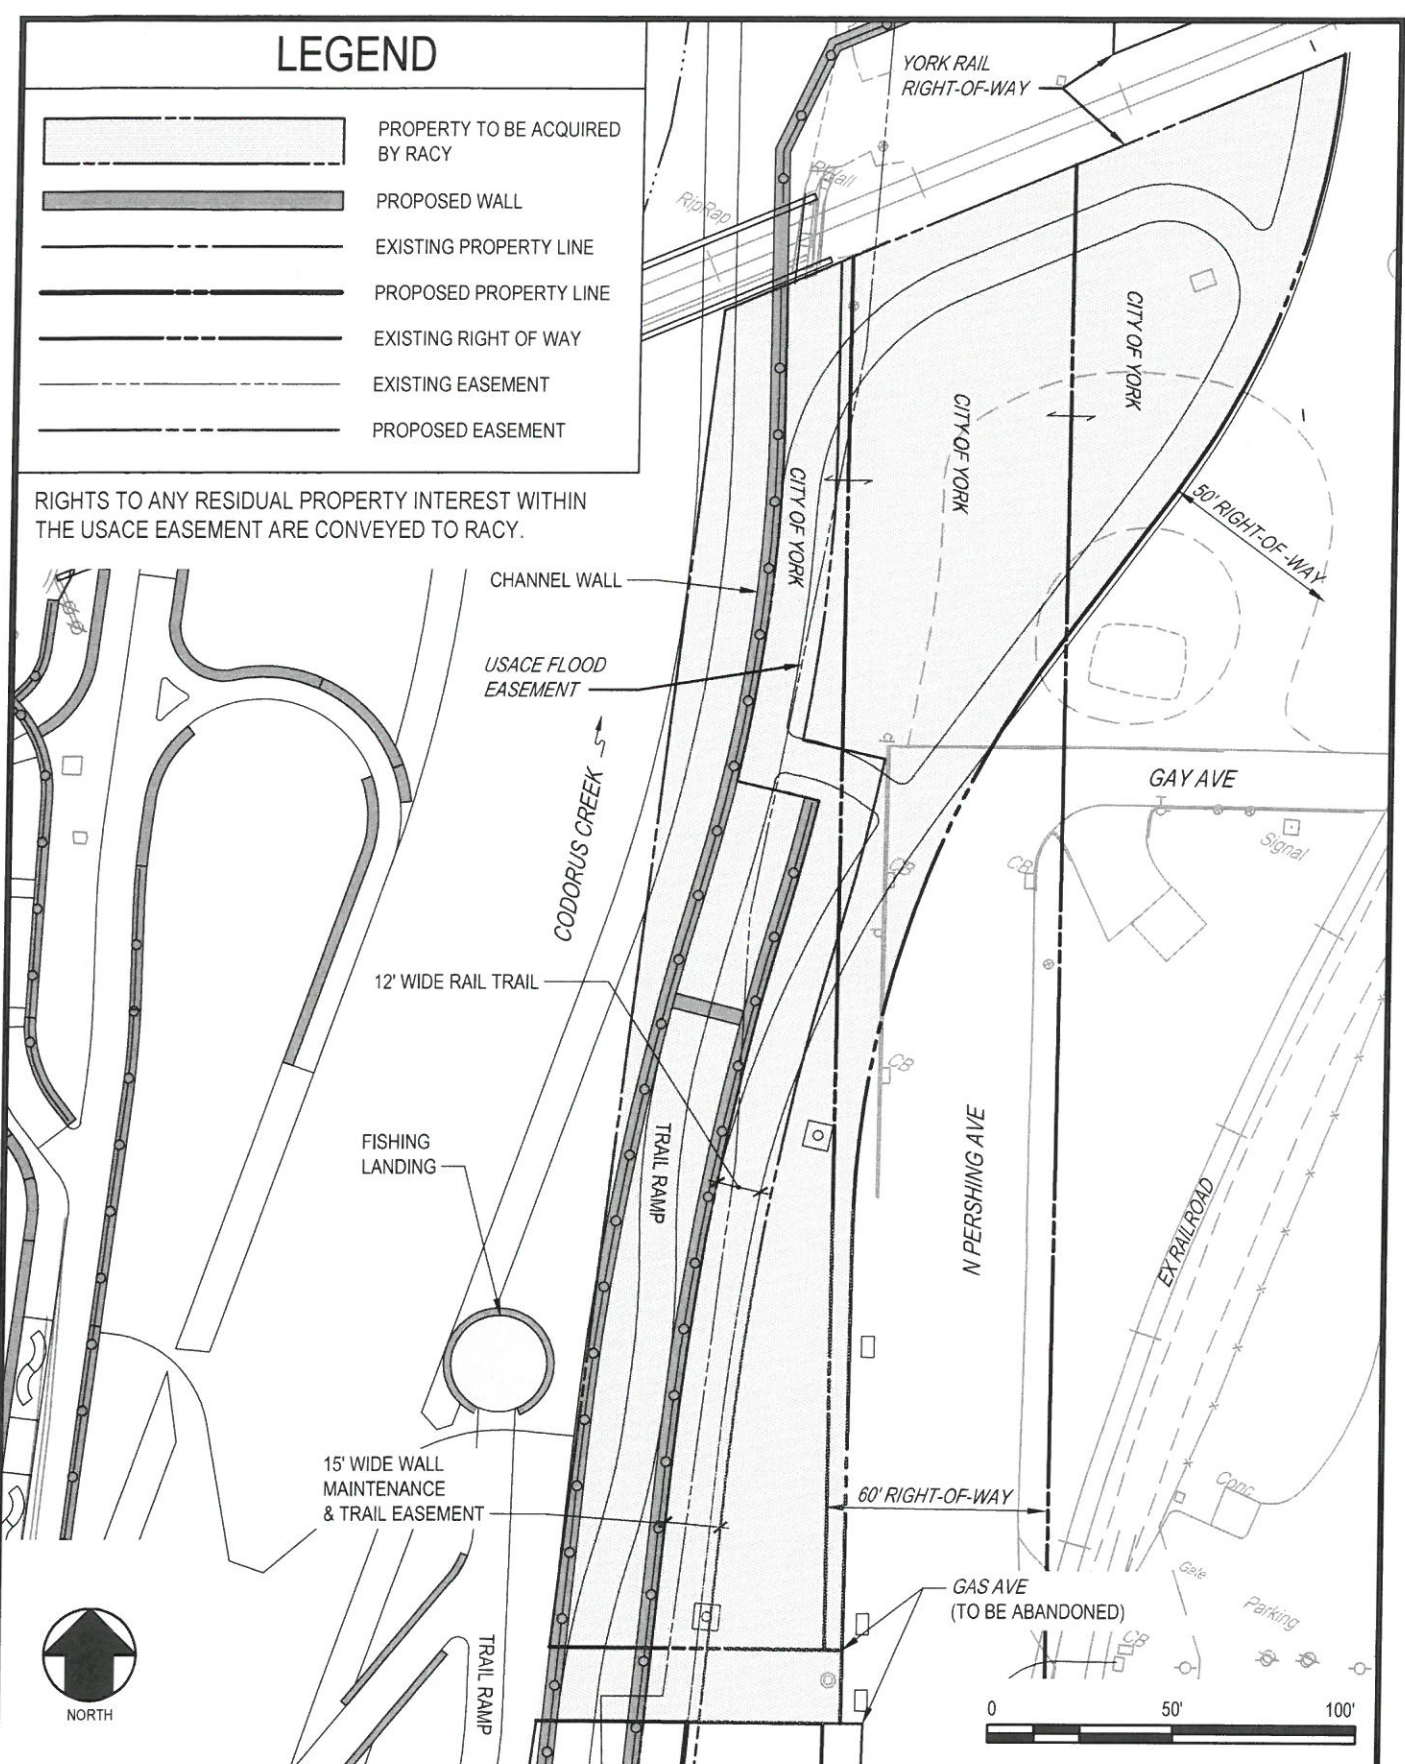 LEGEND
PROPERTY TO BE ACQUIRED
BY RACY
PROPOSED WALL
EXISTING PROPERTY LINE
PROPOSED PROPERTY LINE
EXISTING RIGHT OF WAY
EXISTING EASEMENT
PROPOSED EASEMENT
RIGHTS TO ANY RESIDUAL PROPERTY INTEREST WITHIN
THE USACE EASEMENT ARE CONVEYED TO RACY.
YORK RAIL
RIGHT-OF-WAY
RipRap
CITY OF YORK
CITY OF YORK
CITY OF YORK
50' RIGHT-OF-WAY
CHANNEL WALL
USACE FLOOD
EASEMENT
CODORUS CREEK
GAY AVE
Signal
CB
CB
12' WIDE RAIL TRAIL
CB
FISHING
LANDING
TRAIL RAMP
N PERSHING AVE
EX RAILROAD
15' WIDE WALL
MAINTENANCE
& TRAIL EASEMENT
60' RIGHT-OF-WAY
Conc
Gate
GAS AVE
(TO BE ABANDONED)
Parking
CB
TRAIL RAMP
NORTH
0 50' 100'